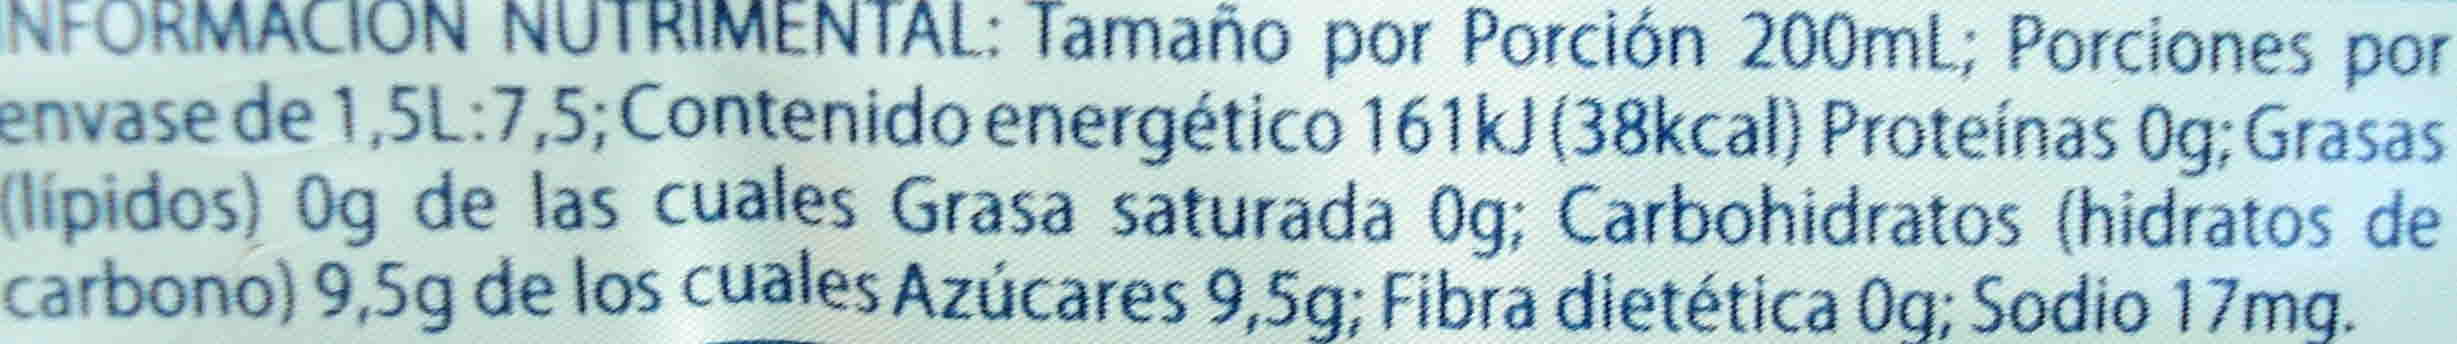 INFORMACIÓN NUTRIMENTAL: Tamaño por Porción 200mL; Porciones por
envase de 1,5L:7,5; Contenido energético 161kJ (38kcal) Proteínas 0g; Grasas
(lípidos) 0g de las cuales Grasa saturada 0g; Carbohidratos (hidratos de
carbono) 9,5g de los cuales Azúcares 9,5g; Fibra dietética 0g; Sodio 17mg.